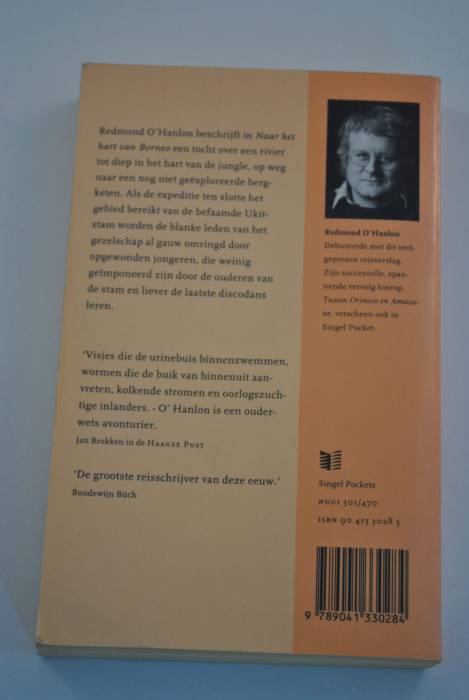 Redmond O'Hanlon beschrijft in Naar het
hart van Borneo een tocht over een rivier
tot diep in het hart van de jungle, op weg
naar een nog niet geëxploreerde berg-
keten. Als de expeditie ten slotte het
gebied bereikt van de befaamde Ukit-
stam worden de blanke leden van het
gezelschap al gauw omringd door
opgewonden jongeren, die weinig
geïmponeerd zijn door de ouderen van
de stam en liever de laatste discodans
leren.
'Visjes die de urinebuis binnenzwemmen,
wormen die de buik van binnenuit aan-
vreten, kolkende stromen en oorlogszuch-
tige inlanders. - O' Hanlon is een ouder-
wets avonturier.
Jan Brokken in de HAAGSE POST
'De grootste reisschrijver van deze eeuw.'
Boudewijn Büch
Redmond O'Hanlon
Debuteerde met dit veel-
geprezen reisverslag.
Zijn succesvolle, span-
nende vervolg hierop,
Tussen Orinoco en Amazo-
ne, verscheen ook in
Singel Pocket.
Singel Pockets
NUGI 301/470
ISBN 90 413 3028 3
9 789041 330284